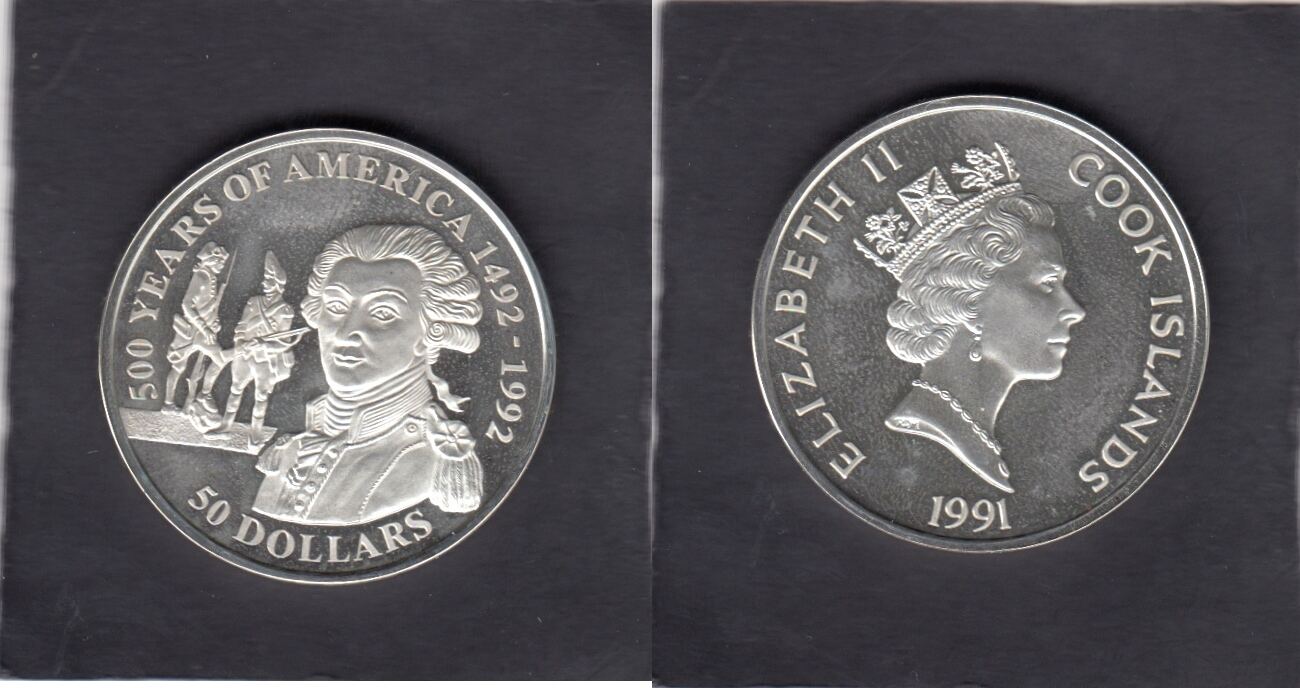 500 YEARS OF AMERICA 1492-1992
50 DOLLARS
ELIZABETH II
COOK ISLANDS
1991